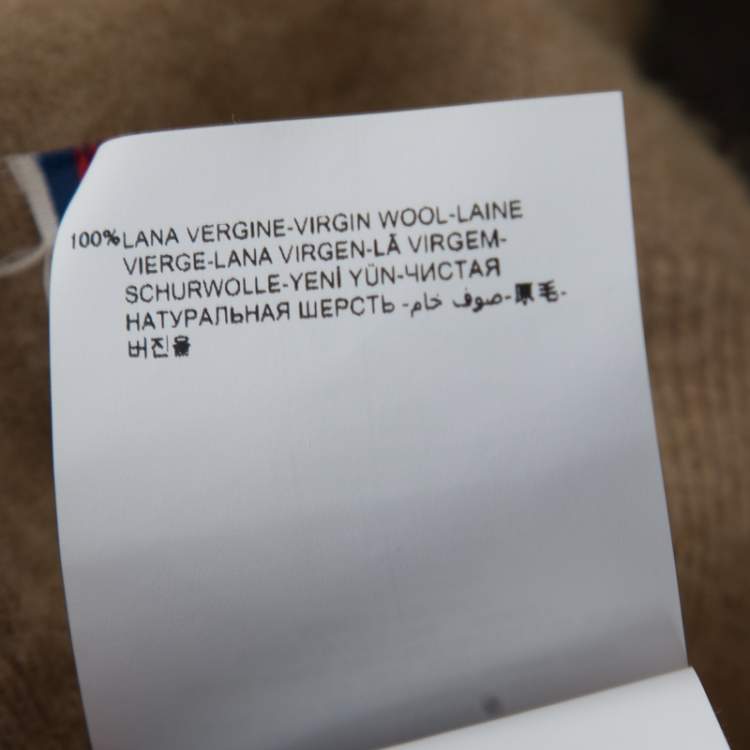 100% LANA VERGINE-VIRGIN WOOL-LAINE
VIERGE-LANA VIRGEN-LÃ VIRGEM-
SCHURWOLLE-YENİ YÜN-ЧИСТАЯ
НАТУРАЛЬНАЯ ШЕРСТЬ -صوف خام-原毛-
버진울